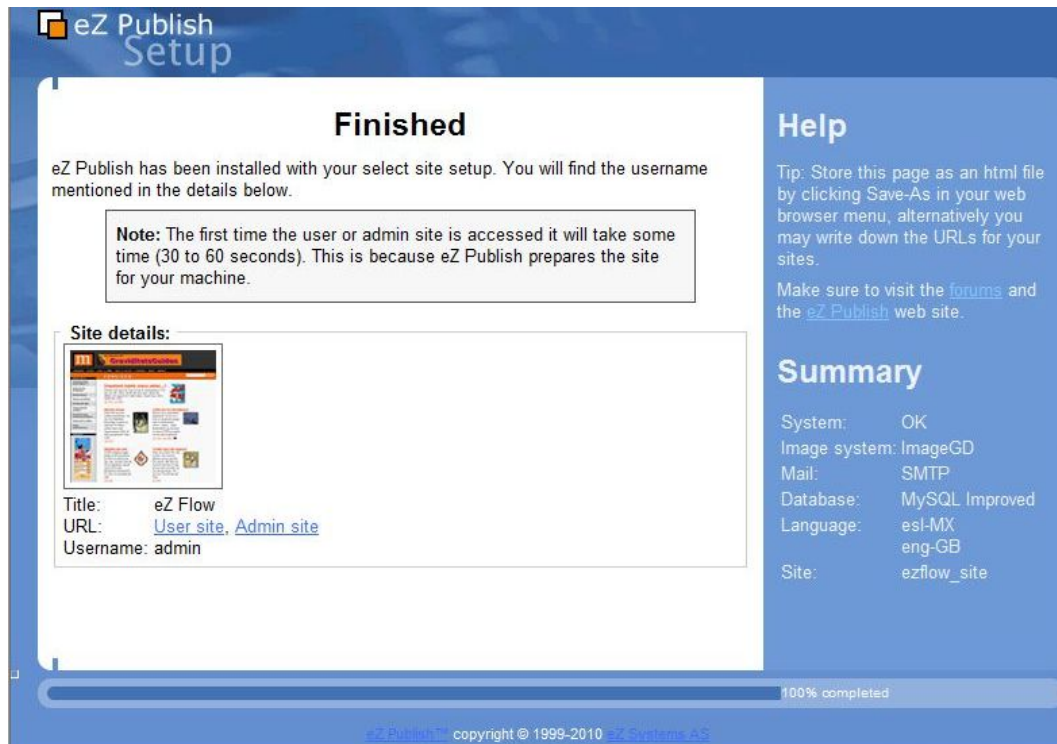 eZ Publish
Setup
Finished
eZ Publish has been installed with your select site setup. You will find the username
mentioned in the details below.
Note: The first time the user or admin site is accessed it will take some
time (30 to 60 seconds). This is because eZ Publish prepares the site
for your machine.
Site details:
m
Title: eZ Flow
URL: User site, Admin site
Username: admin
Help
Tip: Store this page as an html file
by clicking Save-As in your web
browser menu, alternatively you
may write down the URLs for your
sites.
Make sure to visit the forums and
the eZ Publish web site.
Summary
System: OK
Image system: ImageGD
Mail: SMTP
Database: MySQL Improved
Language: esl-MX
eng-GB
Site: ezflow_site
100% completed
eZ Publish™ copyright © 1999-2010 eZ Systems AS